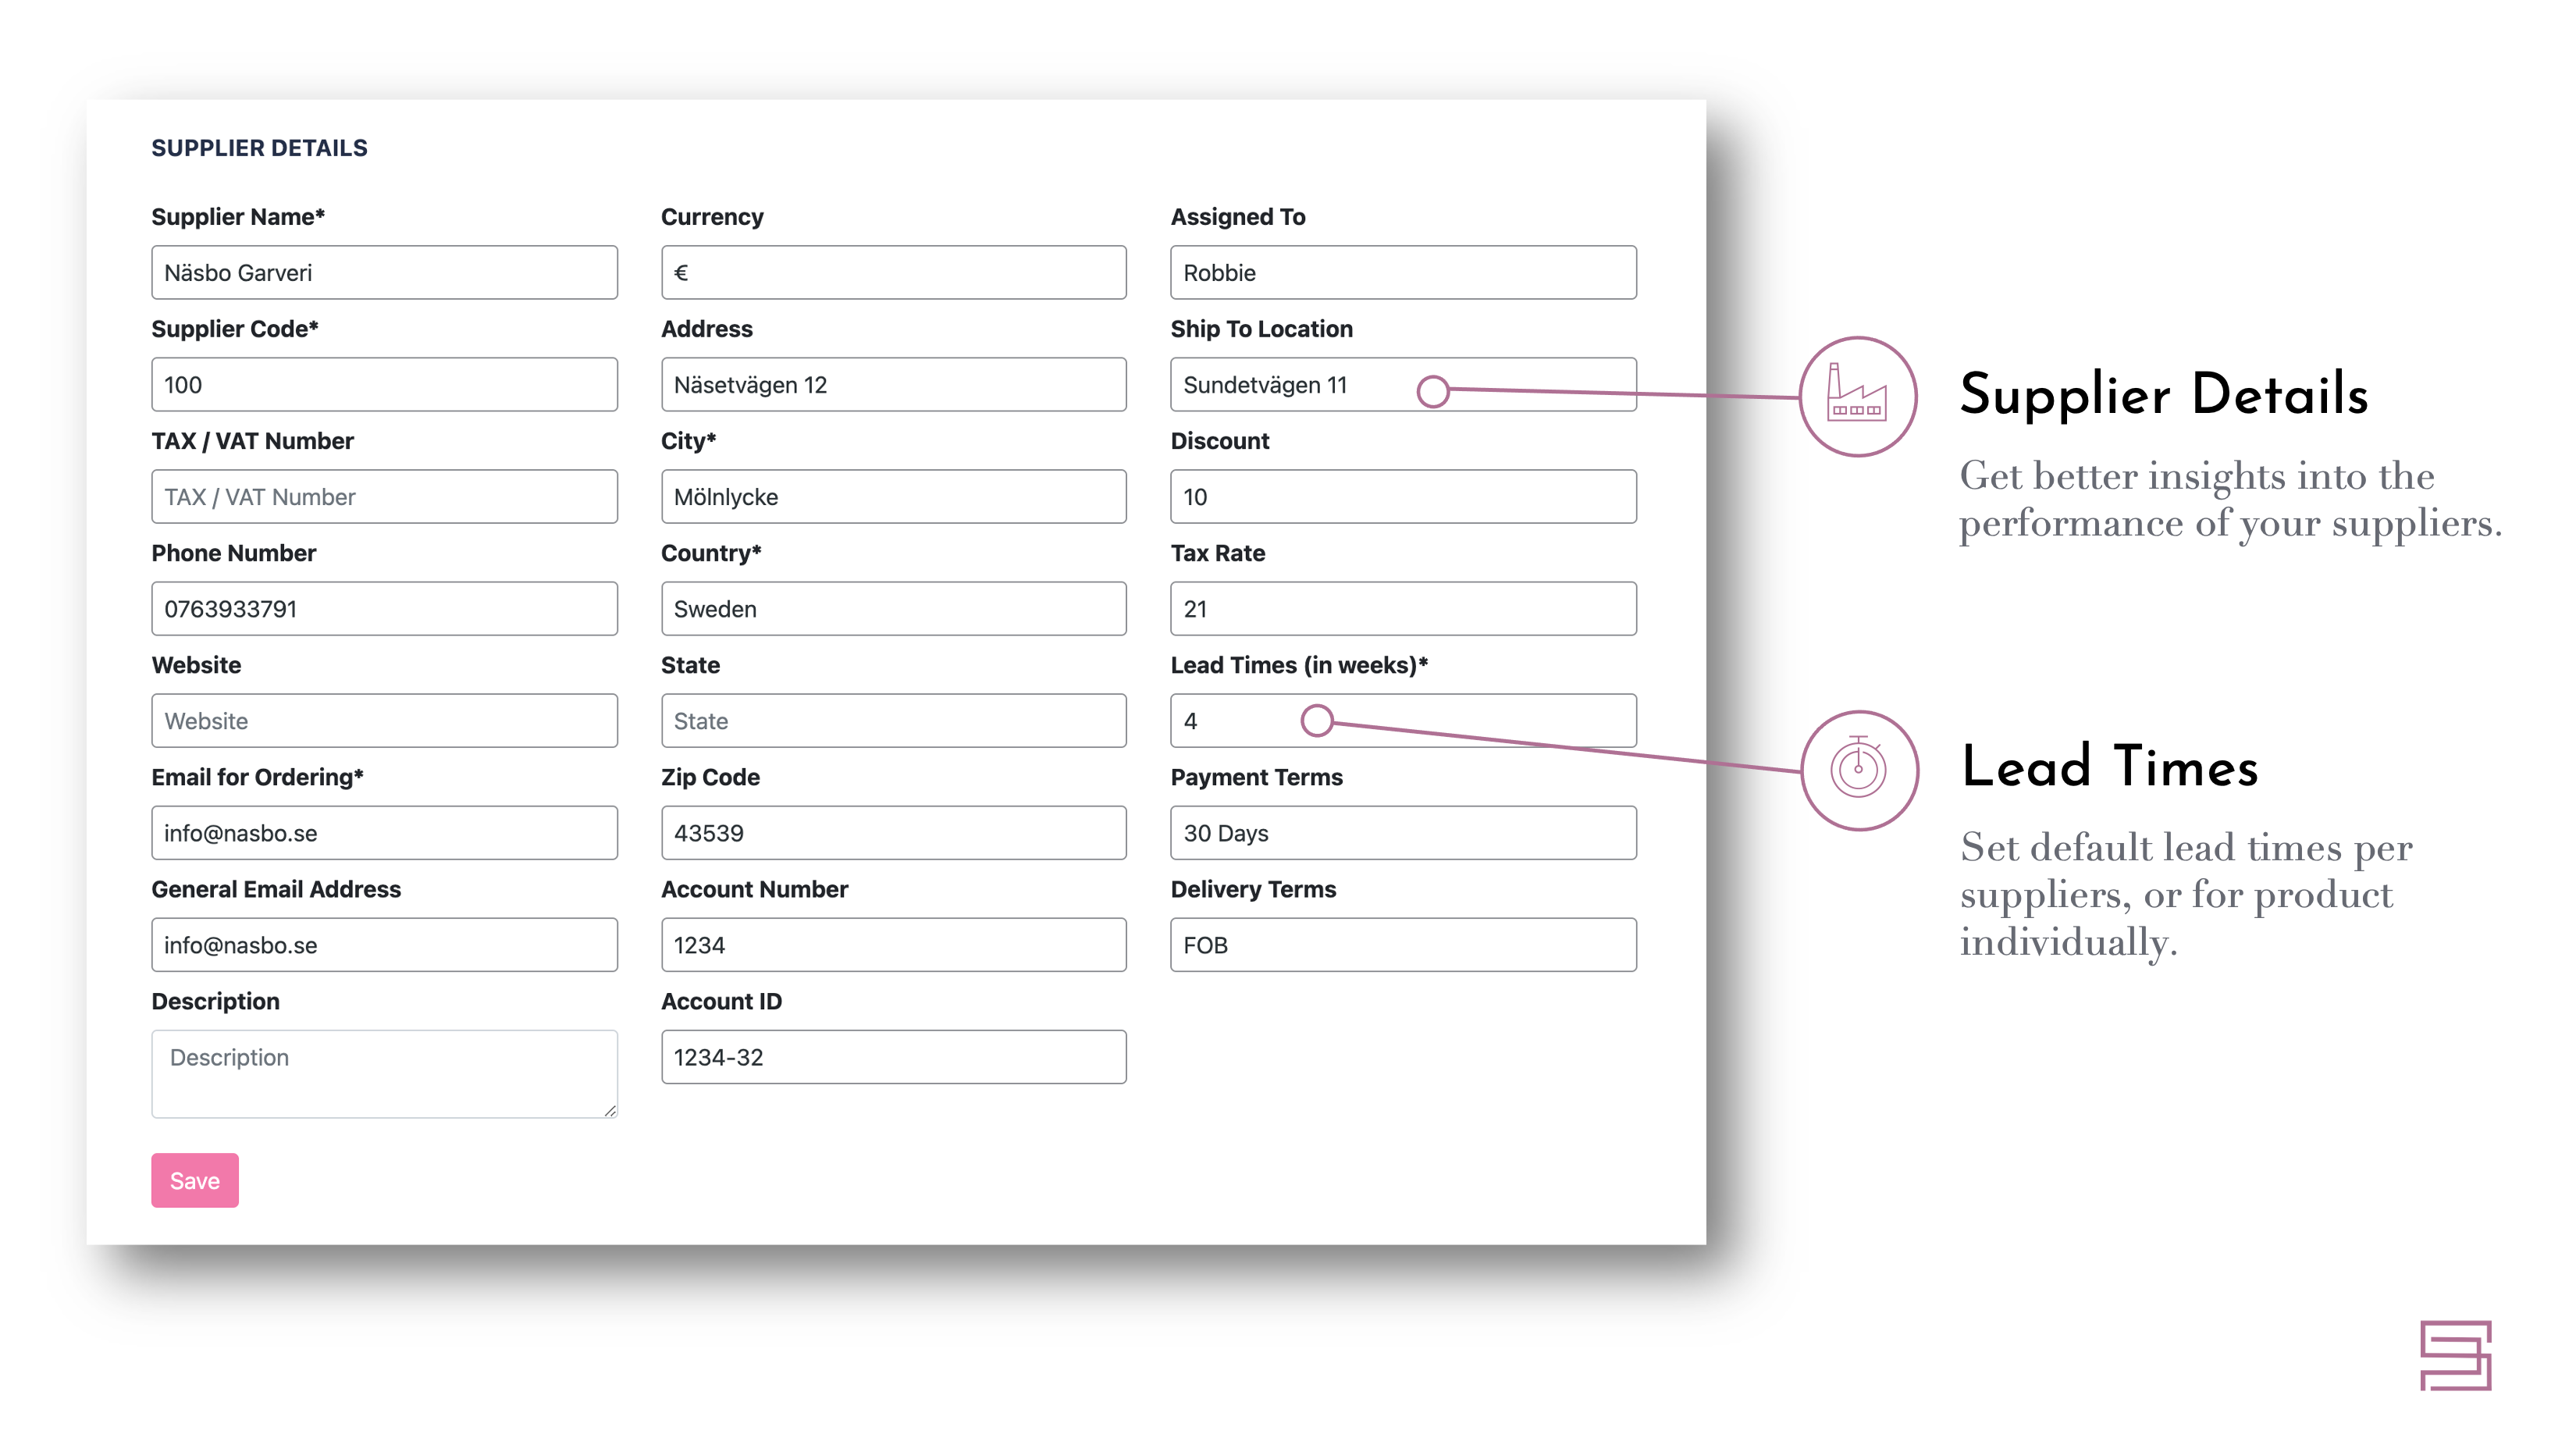 SUPPLIER DETAILS
Supplier Name*
Näsbo Garveri
Supplier Code*
100
TAX / VAT Number
TAX / VAT Number
Phone Number
0763933791
Website
Website
Email for Ordering*
info@nasbo.se
General Email Address
info@nasbo.se
Description
Description
Save
Currency
€
Address
Näsetvägen 12
City*
Mölnlycke
Country*
Sweden
State
State
Zip Code
43539
Account Number
1234
Account ID
1234-32
Assigned To
Robbie
Ship To Location
Sundetvägen 11
Discount
10
Tax Rate
21
Lead Times (in weeks)*
4
Payment Terms
30 Days
Delivery Terms
FOB
Supplier Details
Get better insights into the
performance of your suppliers.
Lead Times
Set default lead times per
suppliers, or for product
individually.